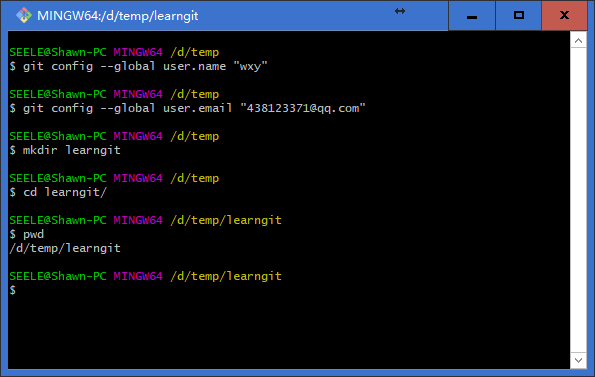 MINGW64:/d/temp/learngit
SEELE@Shawn-PC MINGW64 /d/temp
$ git config --global user.name "wxy"
SEELE@Shawn-PC MINGW64 /d/temp
$ git config --global user.email "438123371@qq.com"
SEELE@Shawn-PC MINGW64 /d/temp
$ mkdir learngit
SEELE@Shawn-PC MINGW64 /d/temp
$ cd learngit/
SEELE@Shawn-PC MINGW64 /d/temp/learngit
$ pwd
/d/temp/learngit
SEELE@Shawn-PC MINGW64 /d/temp/learngit
$